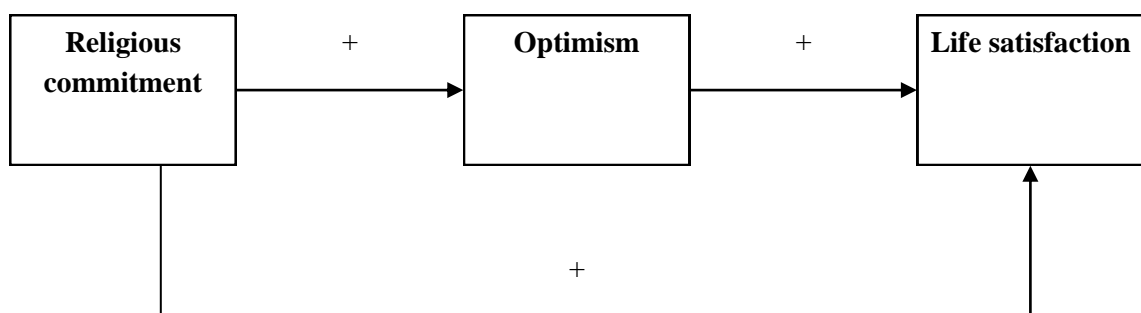 Religious
commitment
+
Optimism
+
Life satisfaction
+